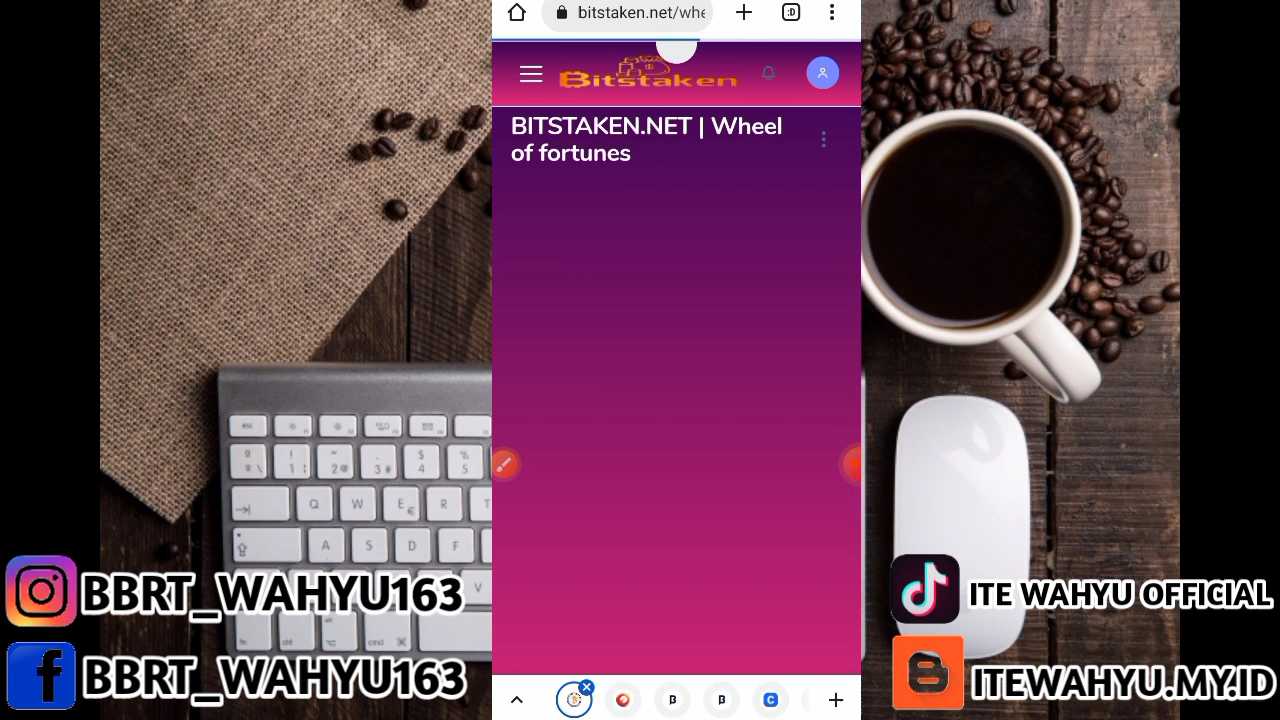 bitstaken.net/whe
:D
Bitstaken
BITSTAKEN.NET | Wheel
of fortunes
Q W E R T
A S D F
V
BBRT_WAHYU163
BBRT_WAHYU163
ITE WAHYU OFFICIAL
ITEWAHYU.MY.ID